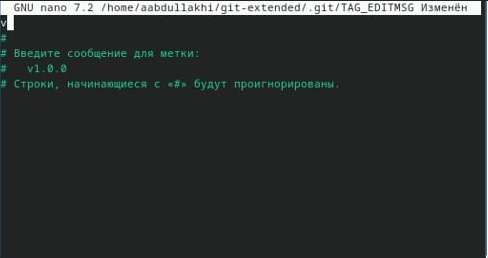 GNU nano 7.2 /home/aabdullakhi/git-extended/.git/TAG_EDITMSG Изменён
v
#
# Введите сообщение для метки:
#   v1.0.0
# Строки, начинающиеся с «#» будут проигнорированы.